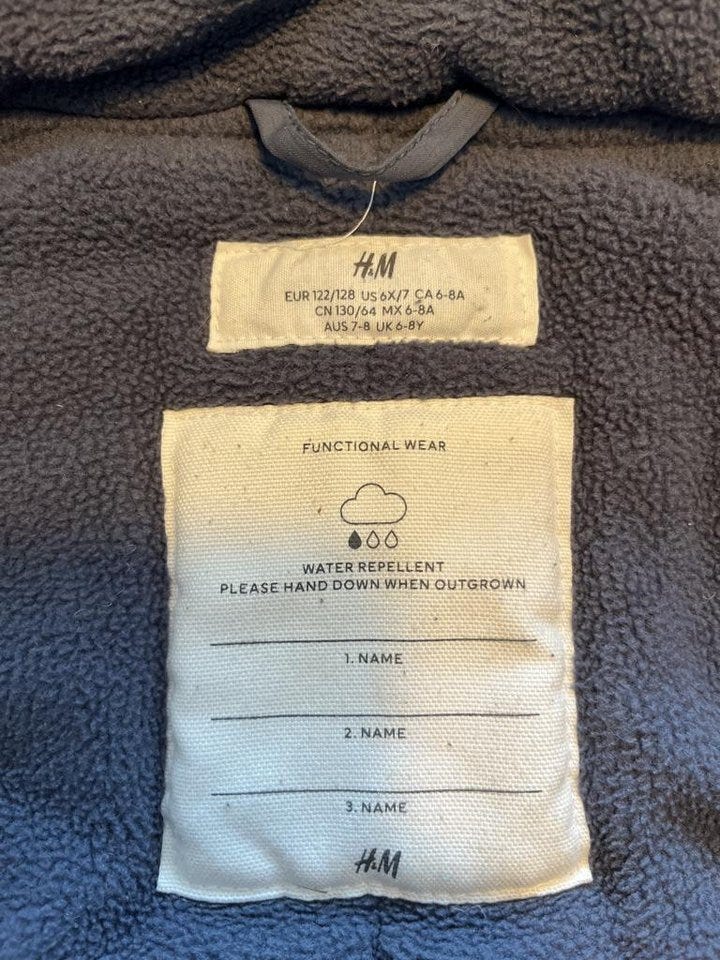 H&M
EUR 122/128 US 6X/7 CA 6-8A
CN 130/64 MX 6-8A
AUS 7-8 UK 6-8Y
FUNCTIONAL WEAR
WATER REPELLENT
PLEASE HAND DOWN WHEN OUTGROWN
1. NAME
2. NAME
3. NAME
H&M